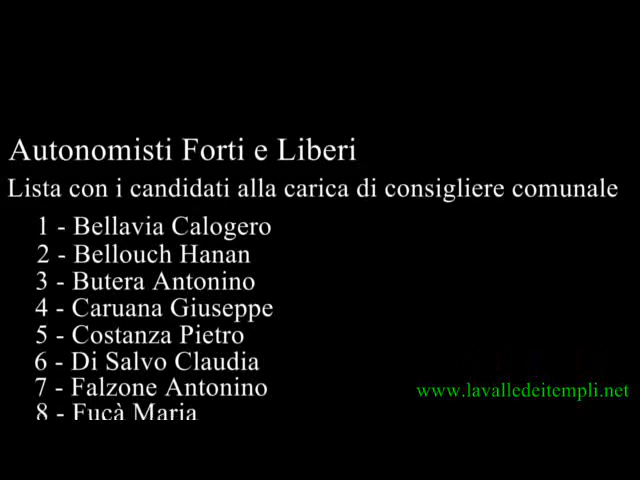 Autonomisti Forti e Liberi
Lista con i candidati alla carica di consigliere comunale
1 - Bellavia Calogero
2 - Bellouch Hanan
3 - Butera Antonino
4 - Caruana Giuseppe
5 - Costanza Pietro
6 - Di Salvo Claudia
7 - Falzone Antonino
www.lavalledeitempli.net
8 - Fucà Maria